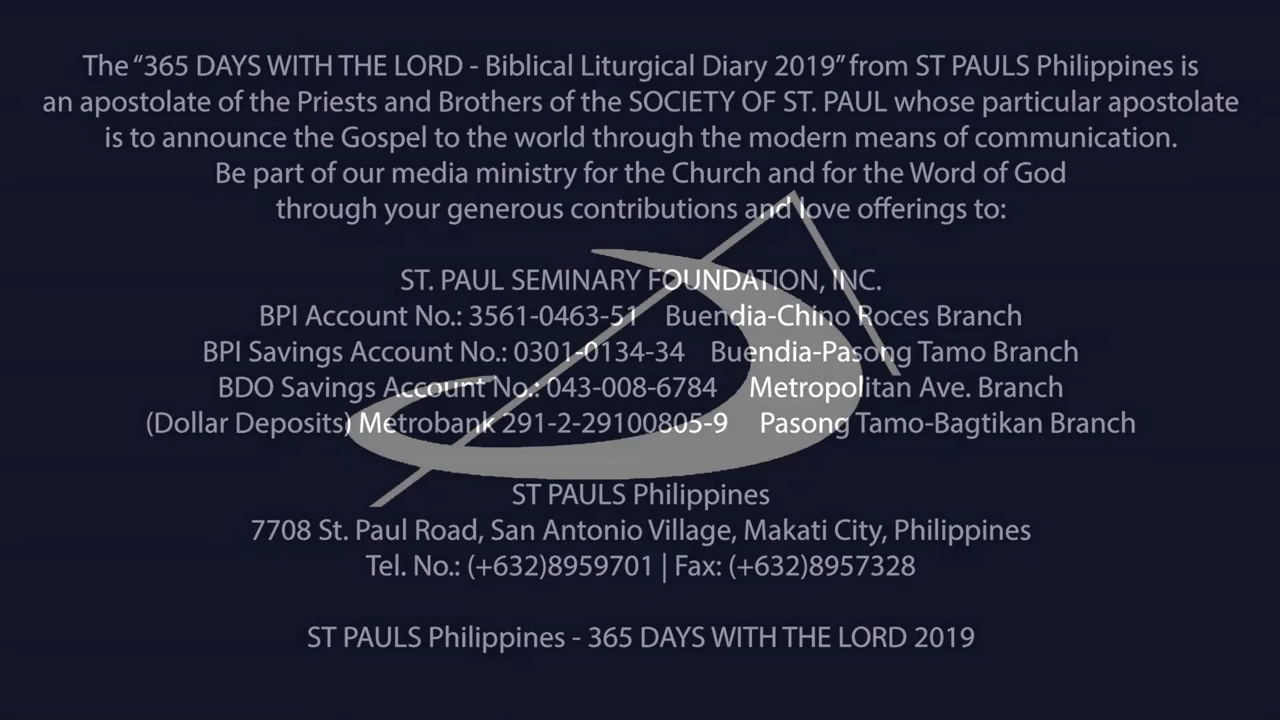 The “365 DAYS WITH THE LORD - Biblical Liturgical Diary 2019” from ST PAULS Philippines is
an apostolate of the Priests and Brothers of the SOCIETY OF ST. PAUL whose particular apostolate
is to announce the Gospel to the world through the modern means of communication.
Be part of our media ministry for the Church and for the Word of God
through your generous contributions and love offerings to:
ST. PAUL SEMINARY FOUNDATION, INC.
BPI Account No.: 3561-0463-51 Buendia-Chino Roces Branch
BPI Savings Account No.: 0301-0134-34 Buendia-Pasong Tamo Branch
BDO Savings Account No.: 043-008-6784 Metropolitan Ave. Branch
(Dollar Deposits) Metrobank 291-2-29100805-9 Pasong Tamo-Bagtikan Branch
ST PAULS Philippines
7708 St. Paul Road, San Antonio Village, Makati City, Philippines
Tel. No.: (+632)8959701 | Fax: (+632)8957328
ST PAULS Philippines - 365 DAYS WITH THE LORD 2019